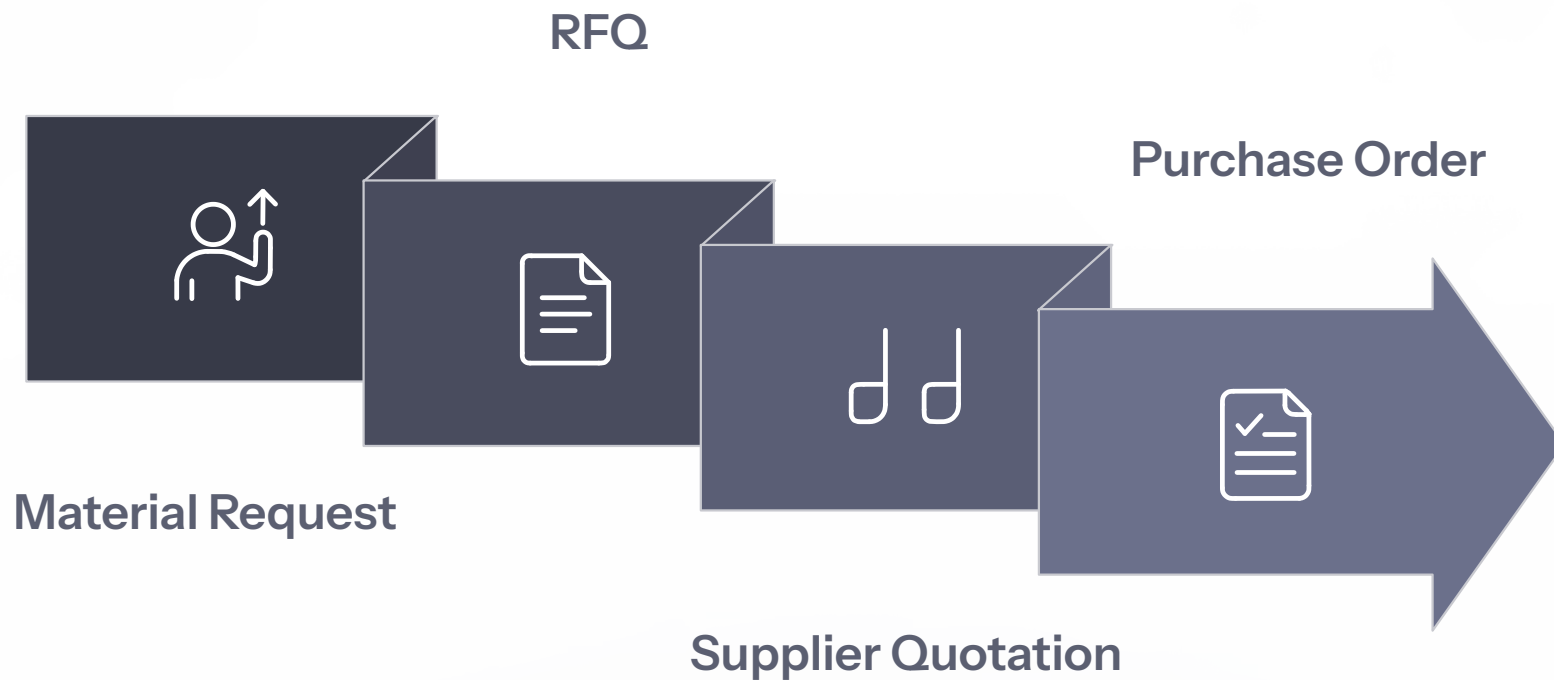 RFQ
Purchase Order
Material Request
Supplier Quotation